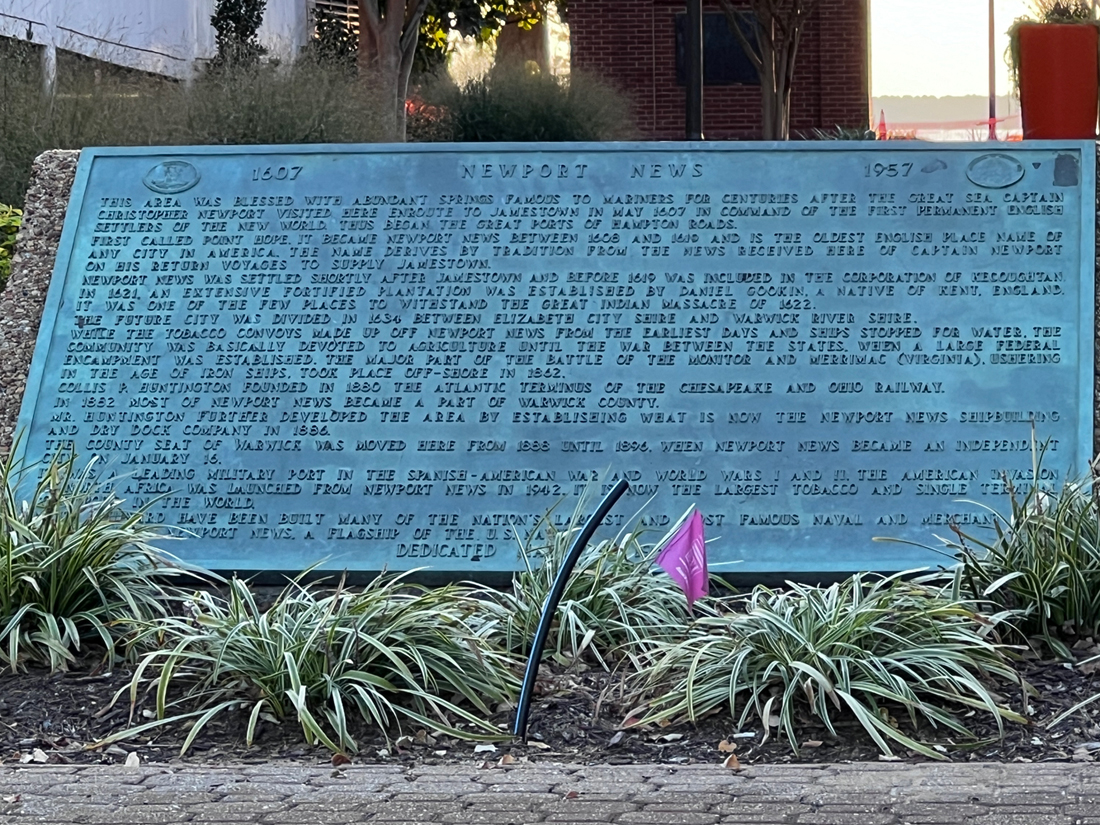 1607 NEWPORT NEWS 1957
THIS AREA WAS BLESSED WITH ABUNDANT SPRINGS FAMOUS TO MARINERS FOR CENTURIES AFTER THE GREAT SEA CAPTAIN
CHRISTOPHER NEWPORT VISITED HERE ENROUTE TO JAMESTOWN IN MAY 1607 IN COMMAND OF THE FIRST PERMANENT ENGLISH
SETTLERS OF THE NEW WORLD. THUS BEGAN THE GREAT PORTS OF HAMPTON ROADS.
FIRST CALLED POINT HOPE, IT BECAME NEWPORT NEWS BETWEEN 1608 AND 1619 AND IS THE OLDEST ENGLISH PLACE NAME OF
ANY CITY IN AMERICA. THE NAME DERIVES BY TRADITION FROM THE NEWS RECEIVED HERE OF CAPTAIN NEWPORT
ON HIS RETURN VOYAGES TO SUPPLY JAMESTOWN.
NEWPORT NEWS WAS SETTLED SHORTLY AFTER JAMESTOWN AND BEFORE 1619 WAS INCLUDED IN THE CORPORATION OF KECOUGHTAN
IN 1621, AN EXTENSIVE FORTIFIED PLANTATION WAS ESTABLISHED BY DANIEL GOOKIN, A NATIVE OF KENT, ENGLAND.
IT WAS ONE OF THE FEW PLACES TO WITHSTAND THE GREAT INDIAN MASSACRE OF 1622.
THE FUTURE CITY WAS DIVIDED IN 1634 BETWEEN ELIZABETH CITY SHIRE AND WARWICK RIVER SHIRE.
WHILE THE TOBACCO CONVOYS MADE UP OFF NEWPORT NEWS FROM THE EARLIEST DAYS AND SHIPS STOPPED FOR WATER, THE
COMMUNITY WAS BASICALLY DEVOTED TO AGRICULTURE UNTIL THE WAR BETWEEN THE STATES, WHEN A LARGE FEDERAL
ENCAMPMENT WAS ESTABLISHED. THE MAJOR PART OF THE BATTLE OF THE MONITOR AND MERRIMAC (VIRGINIA), USHERING
IN THE AGE OF IRON SHIPS, TOOK PLACE OFF-SHORE IN 1862.
COLLIS P. HUNTINGTON FOUNDED IN 1880 THE ATLANTIC TERMINUS OF THE CHESAPEAKE AND OHIO RAILWAY.
IN 1882 MOST OF NEWPORT NEWS BECAME A PART OF WARWICK COUNTY.
MR. HUNTINGTON FURTHER DEVELOPED THE AREA BY ESTABLISHING WHAT IS NOW THE NEWPORT NEWS SHIPBUILDING
AND DRY DOCK COMPANY IN 1886.
THE COUNTY SEAT OF WARWICK WAS MOVED HERE FROM 1888 UNTIL 1896, WHEN NEWPORT NEWS BECAME AN INDEPENDENT
ON JANUARY 16.
A LEADING MILITARY PORT IN THE SPANISH-AMERICAN WAR AND WORLD WARS I AND II. THE AMERICAN INVASION
AFRICA WAS LAUNCHED FROM NEWPORT NEWS IN 1942. NOW THE LARGEST TOBACCO AND SINGLE
IN THE WORLD.
HAVE BEEN BUILT MANY OF THE NATION'S LARGEST AND FAMOUS NAVAL AND
NEWPORT NEWS, A FLAGSHIP OF THE U.S.
DEDICATED